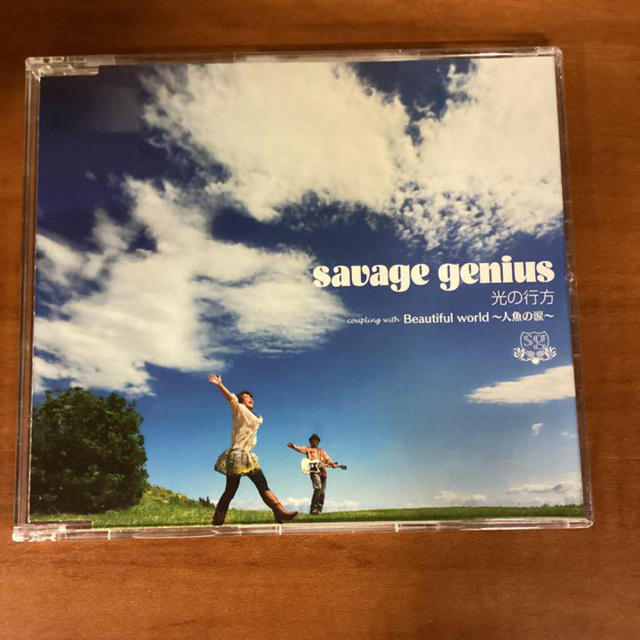 savage genius
光の行方
coupling with Beautiful world ～人魚の涙～
sg